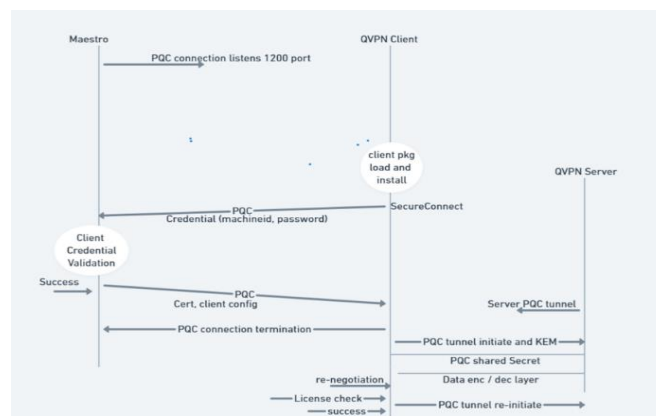 Maestro
QVPN Client
PQC connection listens 1200 port
client pkg
load and
install
QVPN Server
SecureConnect
PQC
Credential (machineid, password)
Client
Credential
Validation
Success
PQC
Cert, client config
Server PQC tunnel
PQC connection termination
PQC tunnel initiate and KEM
PQC shared Secret
re-negotiation
Data enc / dec layer
License check
PQC tunnel re-initiate
success